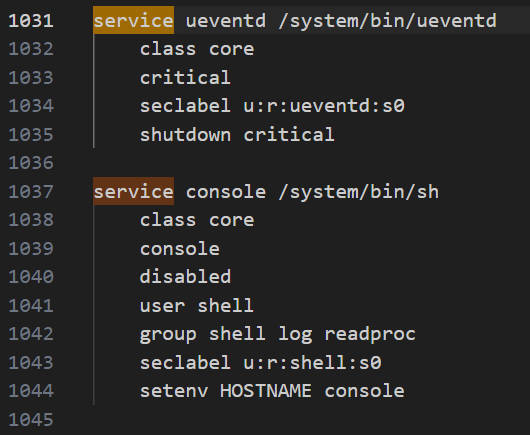 1031 service ueventd /system/bin/ueventd
1032 class core
1033 critical
1034 seclabel u:r:ueventd:s0
1035 shutdown critical
1036
1037 service console /system/bin/sh
1038 class core
1039 console
1040 disabled
1041 user shell
1042 group shell log readproc
1043 seclabel u:r:shell:s0
1044 setenv HOSTNAME console
1045